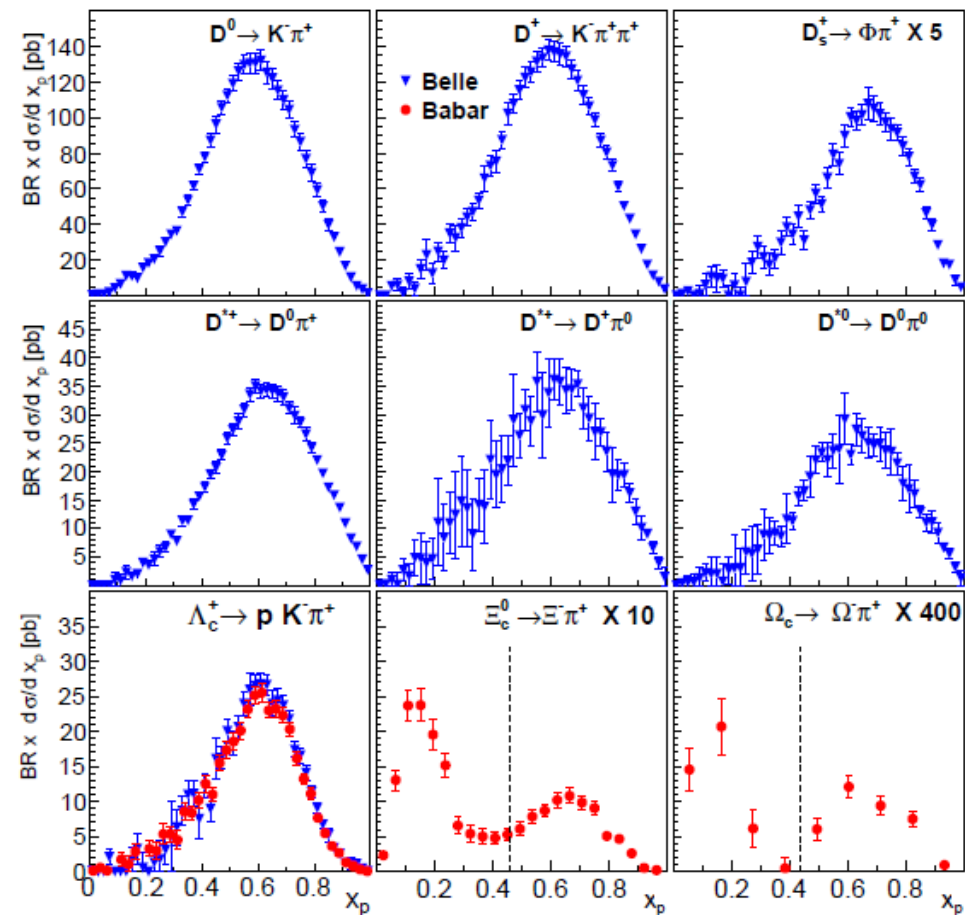 D⁰→ K⁻π⁺
D⁺→ K⁻π⁺π⁺
D_s⁺→ Φπ⁺ X 5
BR x dσ/d x_p [pb]
140
120
100
80
60
40
20
Belle
Babar
D*⁺→ D⁰π⁺
D*⁺→ D⁺π⁰
D*⁰→ D⁰π⁰
BR x dσ/d x_p [pb]
45
40
35
30
25
20
15
10
5
Λ_c⁺→ p K⁻π⁺
Ξ_c⁰→Ξ⁻π⁺ X 10
Ω_c→ Ω⁻π⁺ X 400
BR x dσ/d x_p [pb]
35
30
25
20
15
10
5
0 0.2 0.4 0.6 0.8 0.2 0.4 0.6 0.8 0.2 0.4 0.6 0.8
x_p x_p x_p